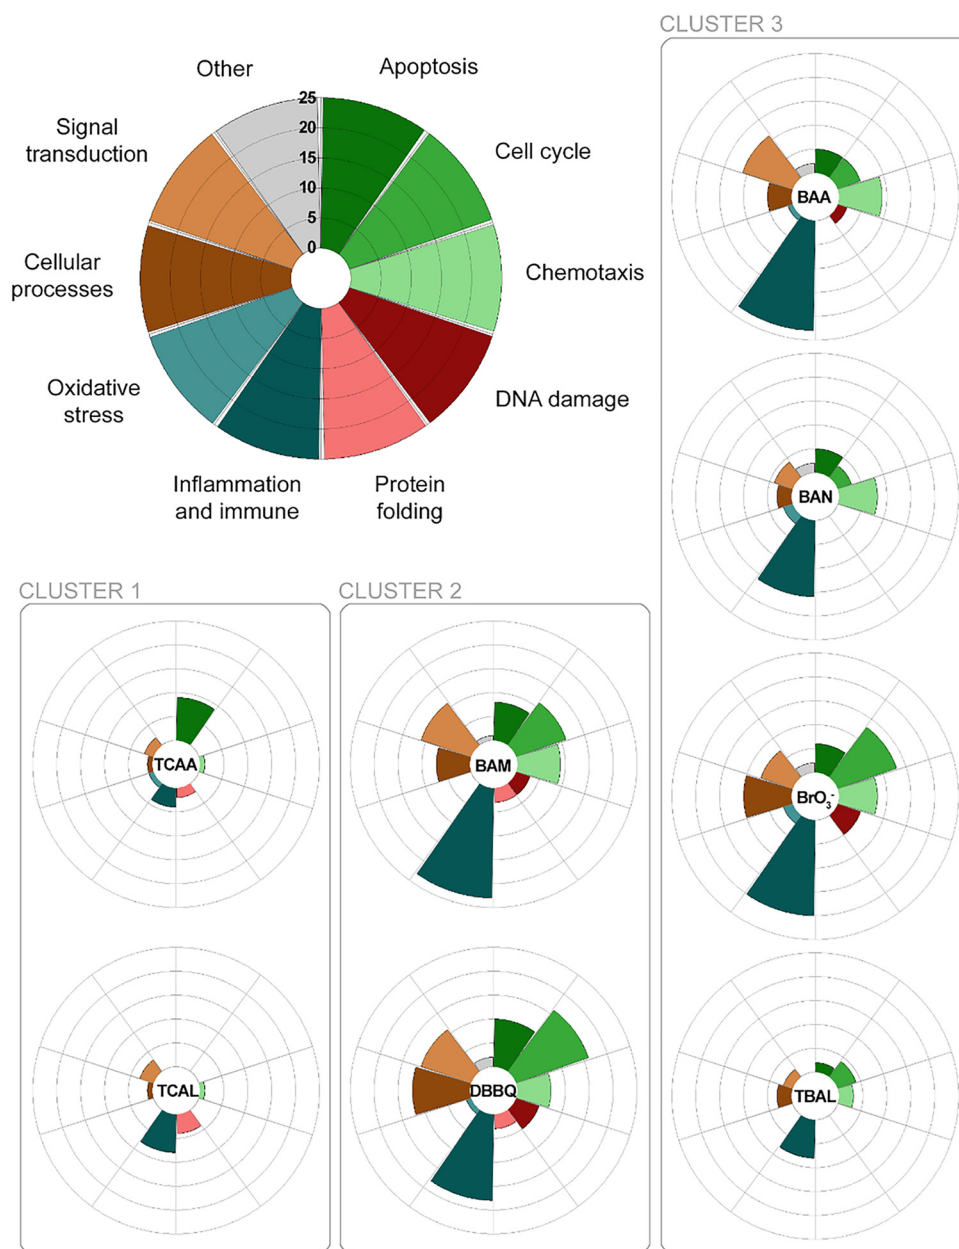 CLUSTER 3
Other
Apoptosis
25
20
15
10
5
0
Signal
transduction
Cell cycle
Cellular
processes
Chemotaxis
Oxidative
stress
DNA damage
Inflammation
and immune
Protein
folding
BAA
BAN
CLUSTER 1
CLUSTER 2
TCAA
BAM
BrO₃⁻
TCAL
DBBQ
TBAL